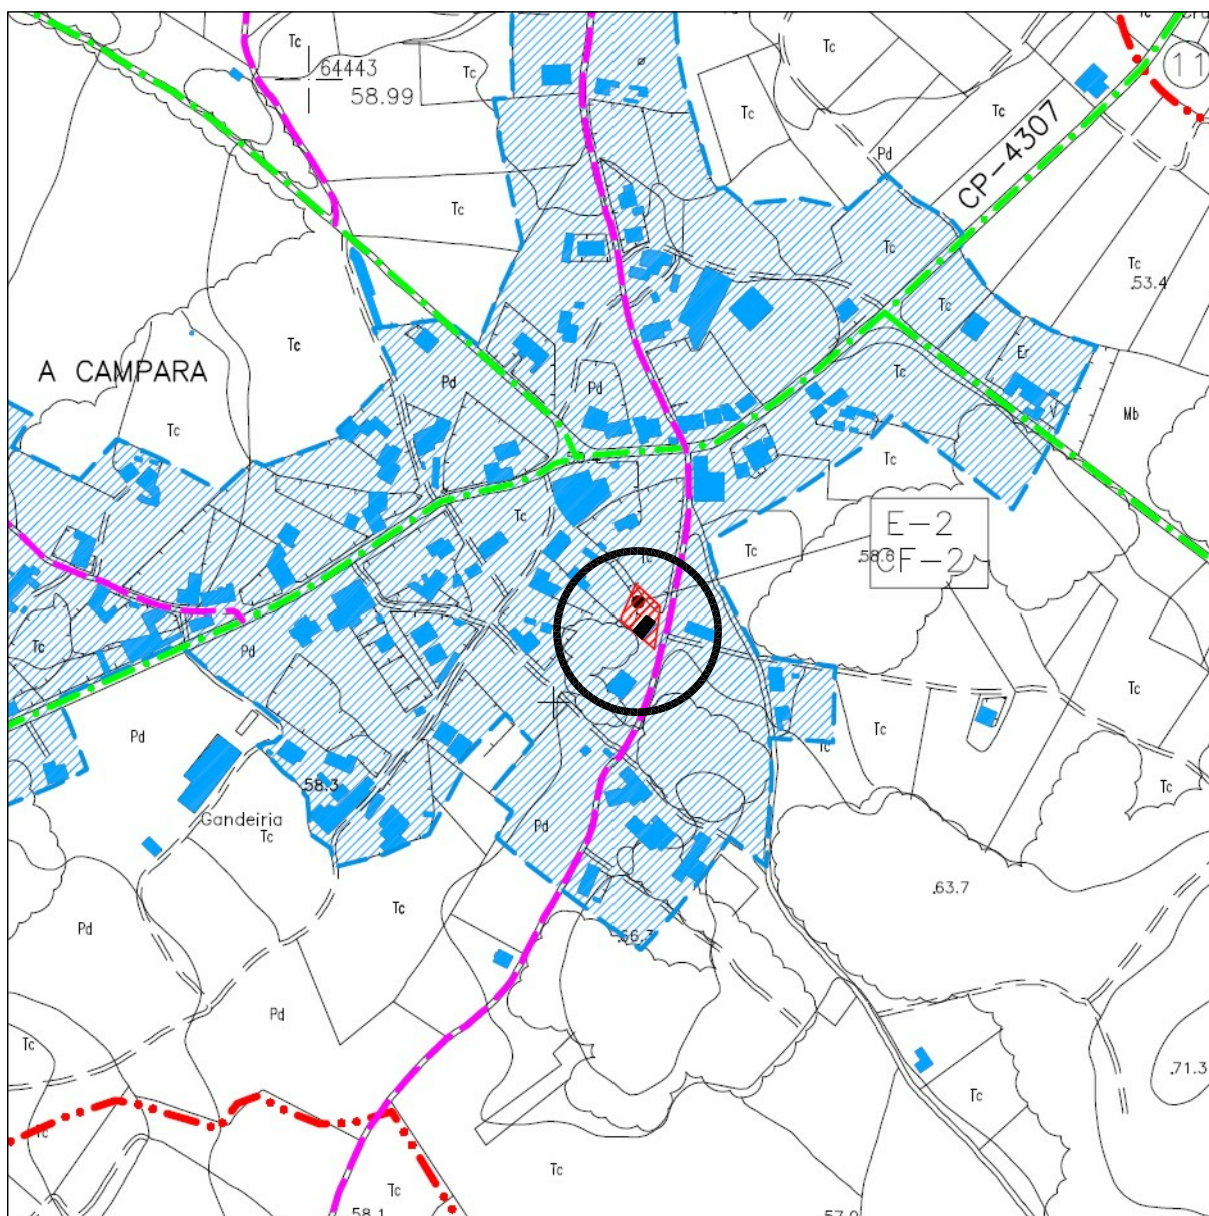 Tc
Tc
Tc
11
64443
58.99
Tc
Tc
Tc
CP-4307
Pd
Tc
Tc
Tc
53.4
Tc
Tc
Er
A CAMPARA
Pd
Pd
Tc
V
Mb
Tc
Tc
Tc
E-2
58.6
CF-2
Tc
Tc
Tc
Pd
Tc
Pd
Tc
Tc
58.3
Tc
Gandeiria
Tc
Pd
63.7
Tc
Pd
66.7
Pd
Tc
71.3
Tc
Tc
Tc
Tc
58.1
57.9